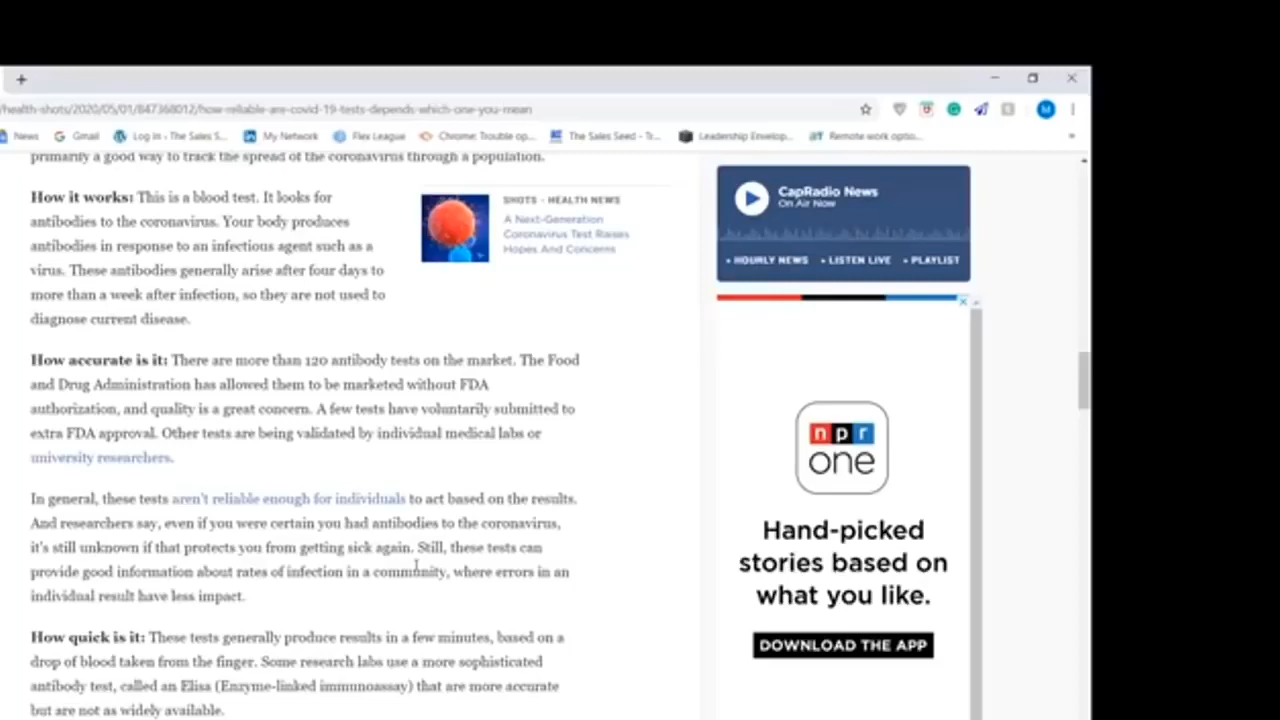 /health-shots/2020/05/01/847368012/how-reliable-are-covid-19-tests-depends-which-one-you-mean
M
News
Gmail
Log In - The Sales S...
My Network
Flex League
Chrome: Trouble op...
The Sales Seed - Tr...
Leadership Envelop...
Remote work optio...
»
primarily a good way to track the spread of the coronavirus through a population.
How it works: This is a blood test. It looks for
antibodies to the coronavirus. Your body produces
antibodies in response to an infectious agent such as a
virus. These antibodies generally arise after four days to
more than a week after infection, so they are not used to
diagnose current disease.
SHOTS - HEALTH NEWS
A Next-Generation
Coronavirus Test Raises
Hopes And Concerns
How accurate is it: There are more than 120 antibody tests on the market. The Food
and Drug Administration has allowed them to be marketed without FDA
authorization, and quality is a great concern. A few tests have voluntarily submitted to
extra FDA approval. Other tests are being validated by individual medical labs or
university researchers.
In general, these tests aren't reliable enough for individuals to act based on the results.
And researchers say, even if you were certain you had antibodies to the coronavirus,
it's still unknown if that protects you from getting sick again. Still, these tests can
provide good information about rates of infection in a community, where errors in an
individual result have less impact.
How quick is it: These tests generally produce results in a few minutes, based on a
drop of blood taken from the finger. Some research labs use a more sophisticated
antibody test, called an Elisa (Enzyme-linked immunoassay) that are more accurate
but are not as widely available.
CapRadio News
On Air Now
HOURLY NEWS
LISTEN LIVE
PLAYLIST
npr
one
Hand-picked
stories based on
what you like.
DOWNLOAD THE APP